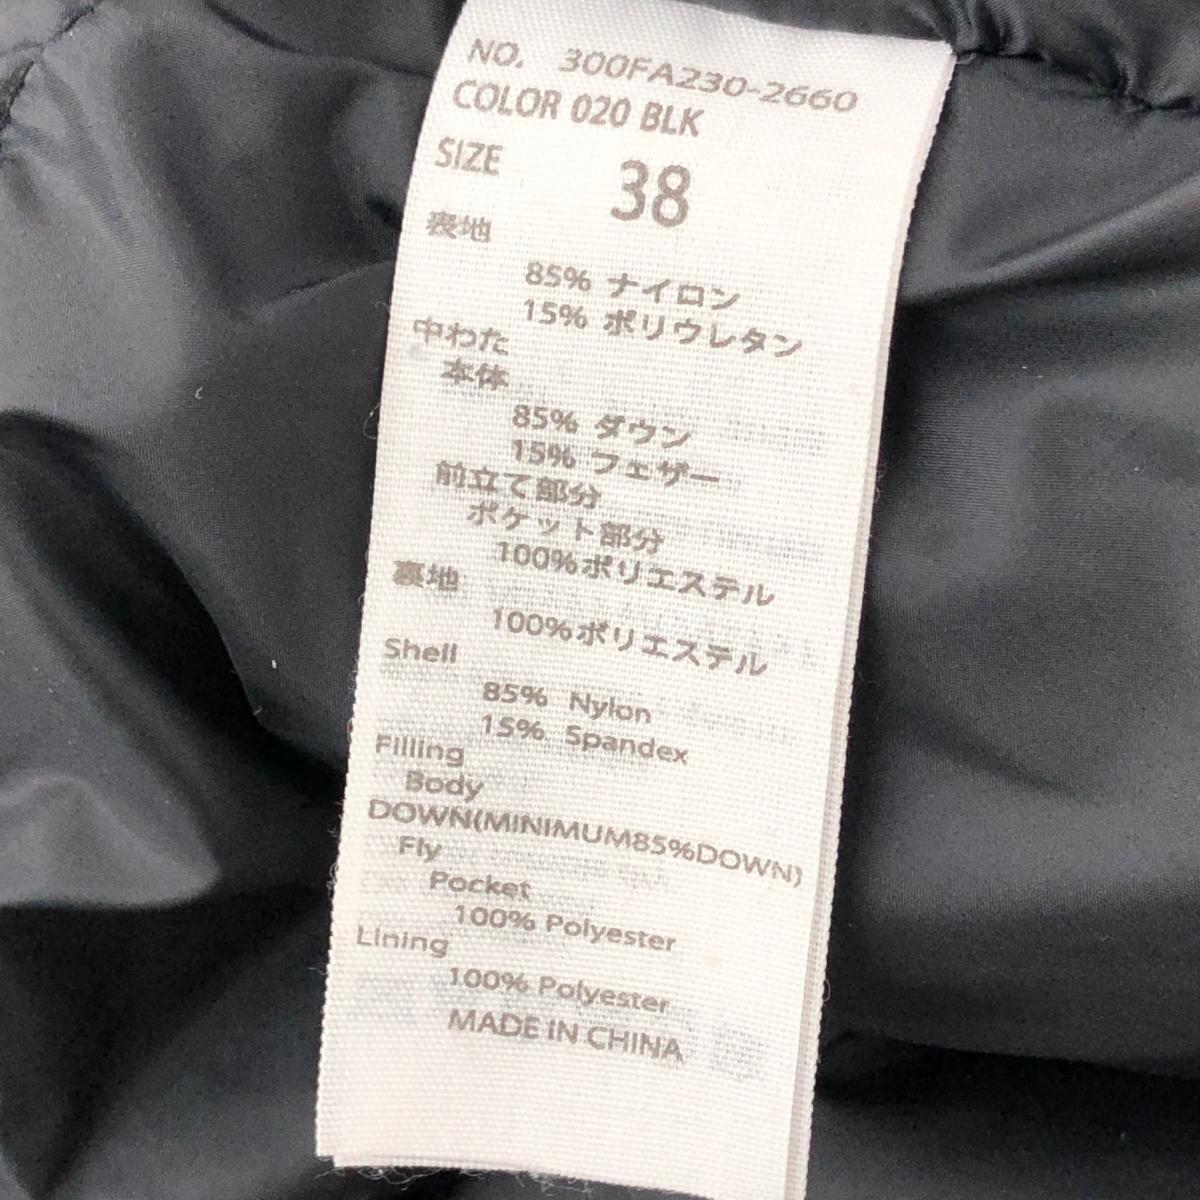 NO. 300FA230-2660
COLOR 020 BLK
SIZE 38
表地
85% ナイロン
15% ポリウレタン
中わた
本体
85% ダウン
15% フェザー
前立て部分
ポケット部分
100%ポリエステル
裏地
100%ポリエステル
Shell
85% Nylon
15% Spandex
Filling
Body
DOWN(MINIMUM85%DOWN)
Fly
Pocket
100% Polyester
Lining
100% Polyester
MADE IN CHINA